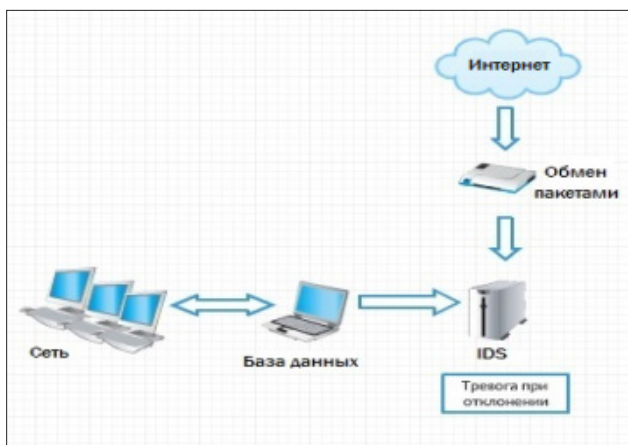 Интернет
Обмен
пакетами
Сеть
База данных
IDS
Тревога при
отклонении